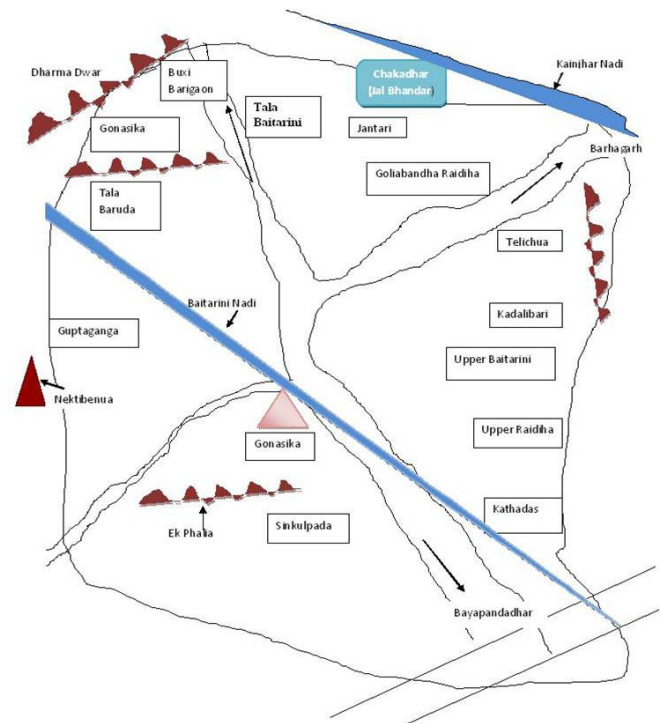 Kainjhar Nadi
Dharma Dwar
Buxi
Barigaon
Chakadhar
(Jal Bhandar)
Tala
Baitarini
Gonasika
Jantari
Barhagarh
Goliabandha Raidiha
Tala
Baruda
Telichua
Baitarini Nadi
Kadalibari
Guptaganga
Upper Baitarini
Nektibenua
Upper Raidiha
Gonasika
Kathadas
Sinkulpada
Ek Phalia
Bayapandadhar